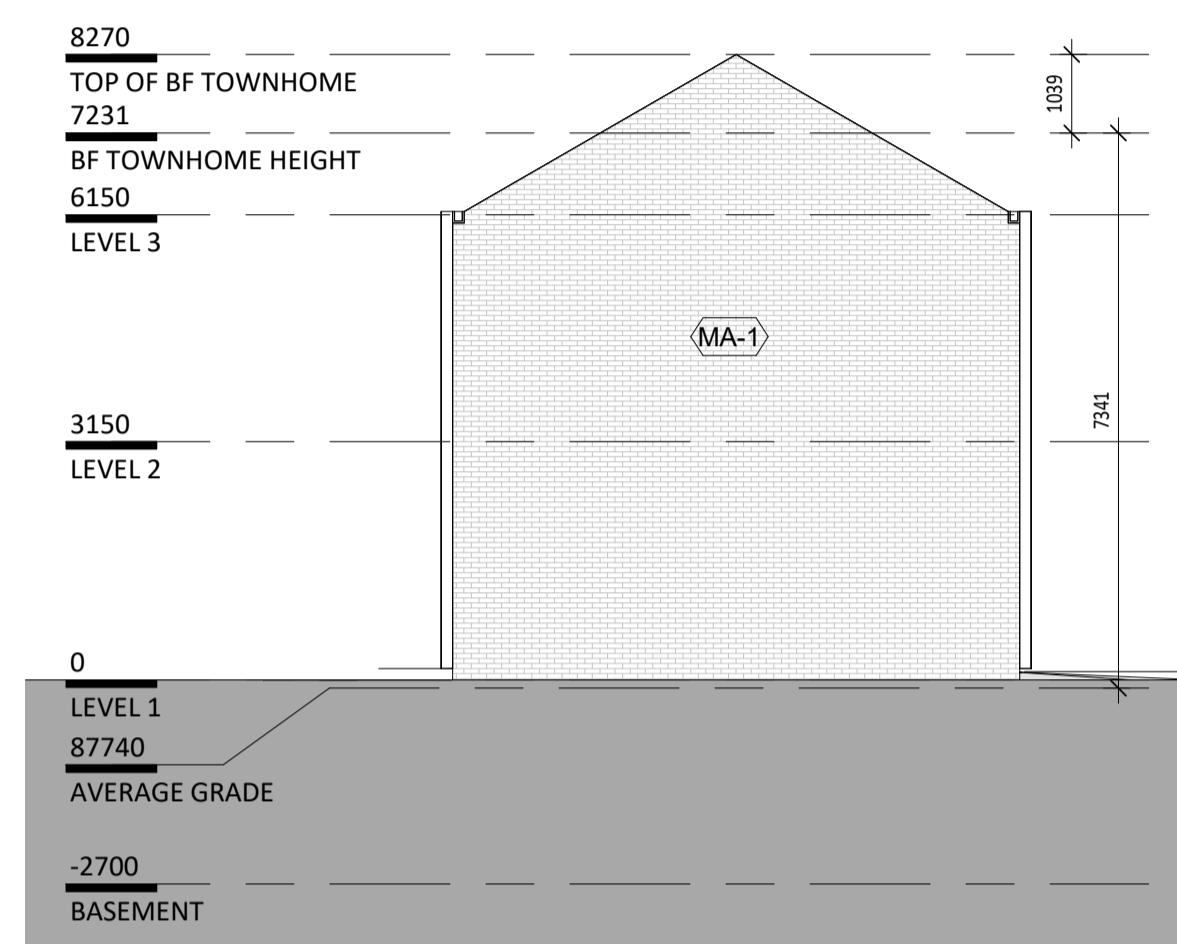 8270
TOP OF BF TOWNHOME
7231
BF TOWNHOME HEIGHT
6150
LEVEL 3
3150
LEVEL 2
0
LEVEL 1
87740
AVERAGE GRADE
-2700
BASEMENT
MA-1
1039
7341